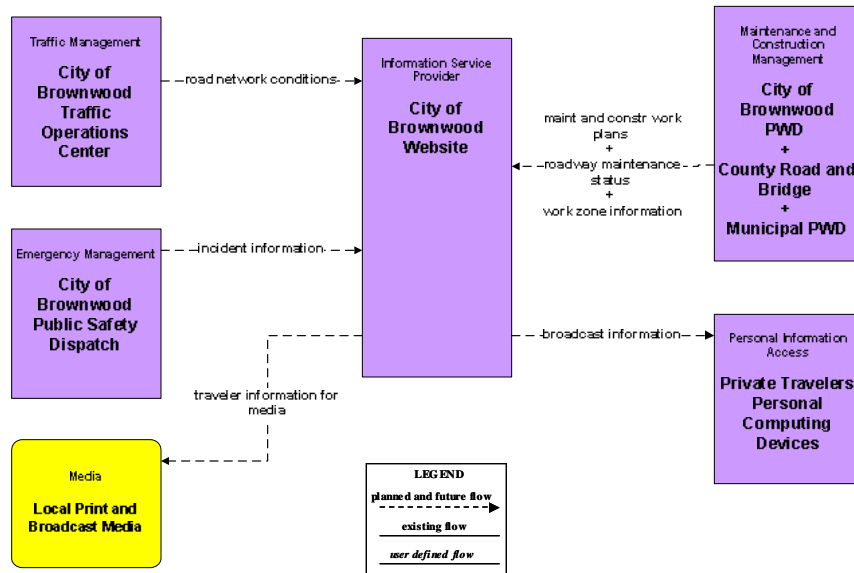 Traffic Management
City of
Brownwood
Traffic
Operations
Center
road network conditions
Information Service
Provider
City of
Brownwood
Website
Maintenance and
Construction
Management
City of
Brownwood
PWD
+
County Road and
Bridge
+
Municipal PWD
maint and constr work
plans
+
roadway maintenance
status
+
work zone information
Emergency Management
City of
Brownwood
Public Safety
Dispatch
incident information
broadcast information
Personal Information
Access
Private Travelers
Personal
Computing
Devices
traveler information for
media
Media
Local Print and
Broadcast Media
LEGEND
planned and future flow
existing flow
user defined flow